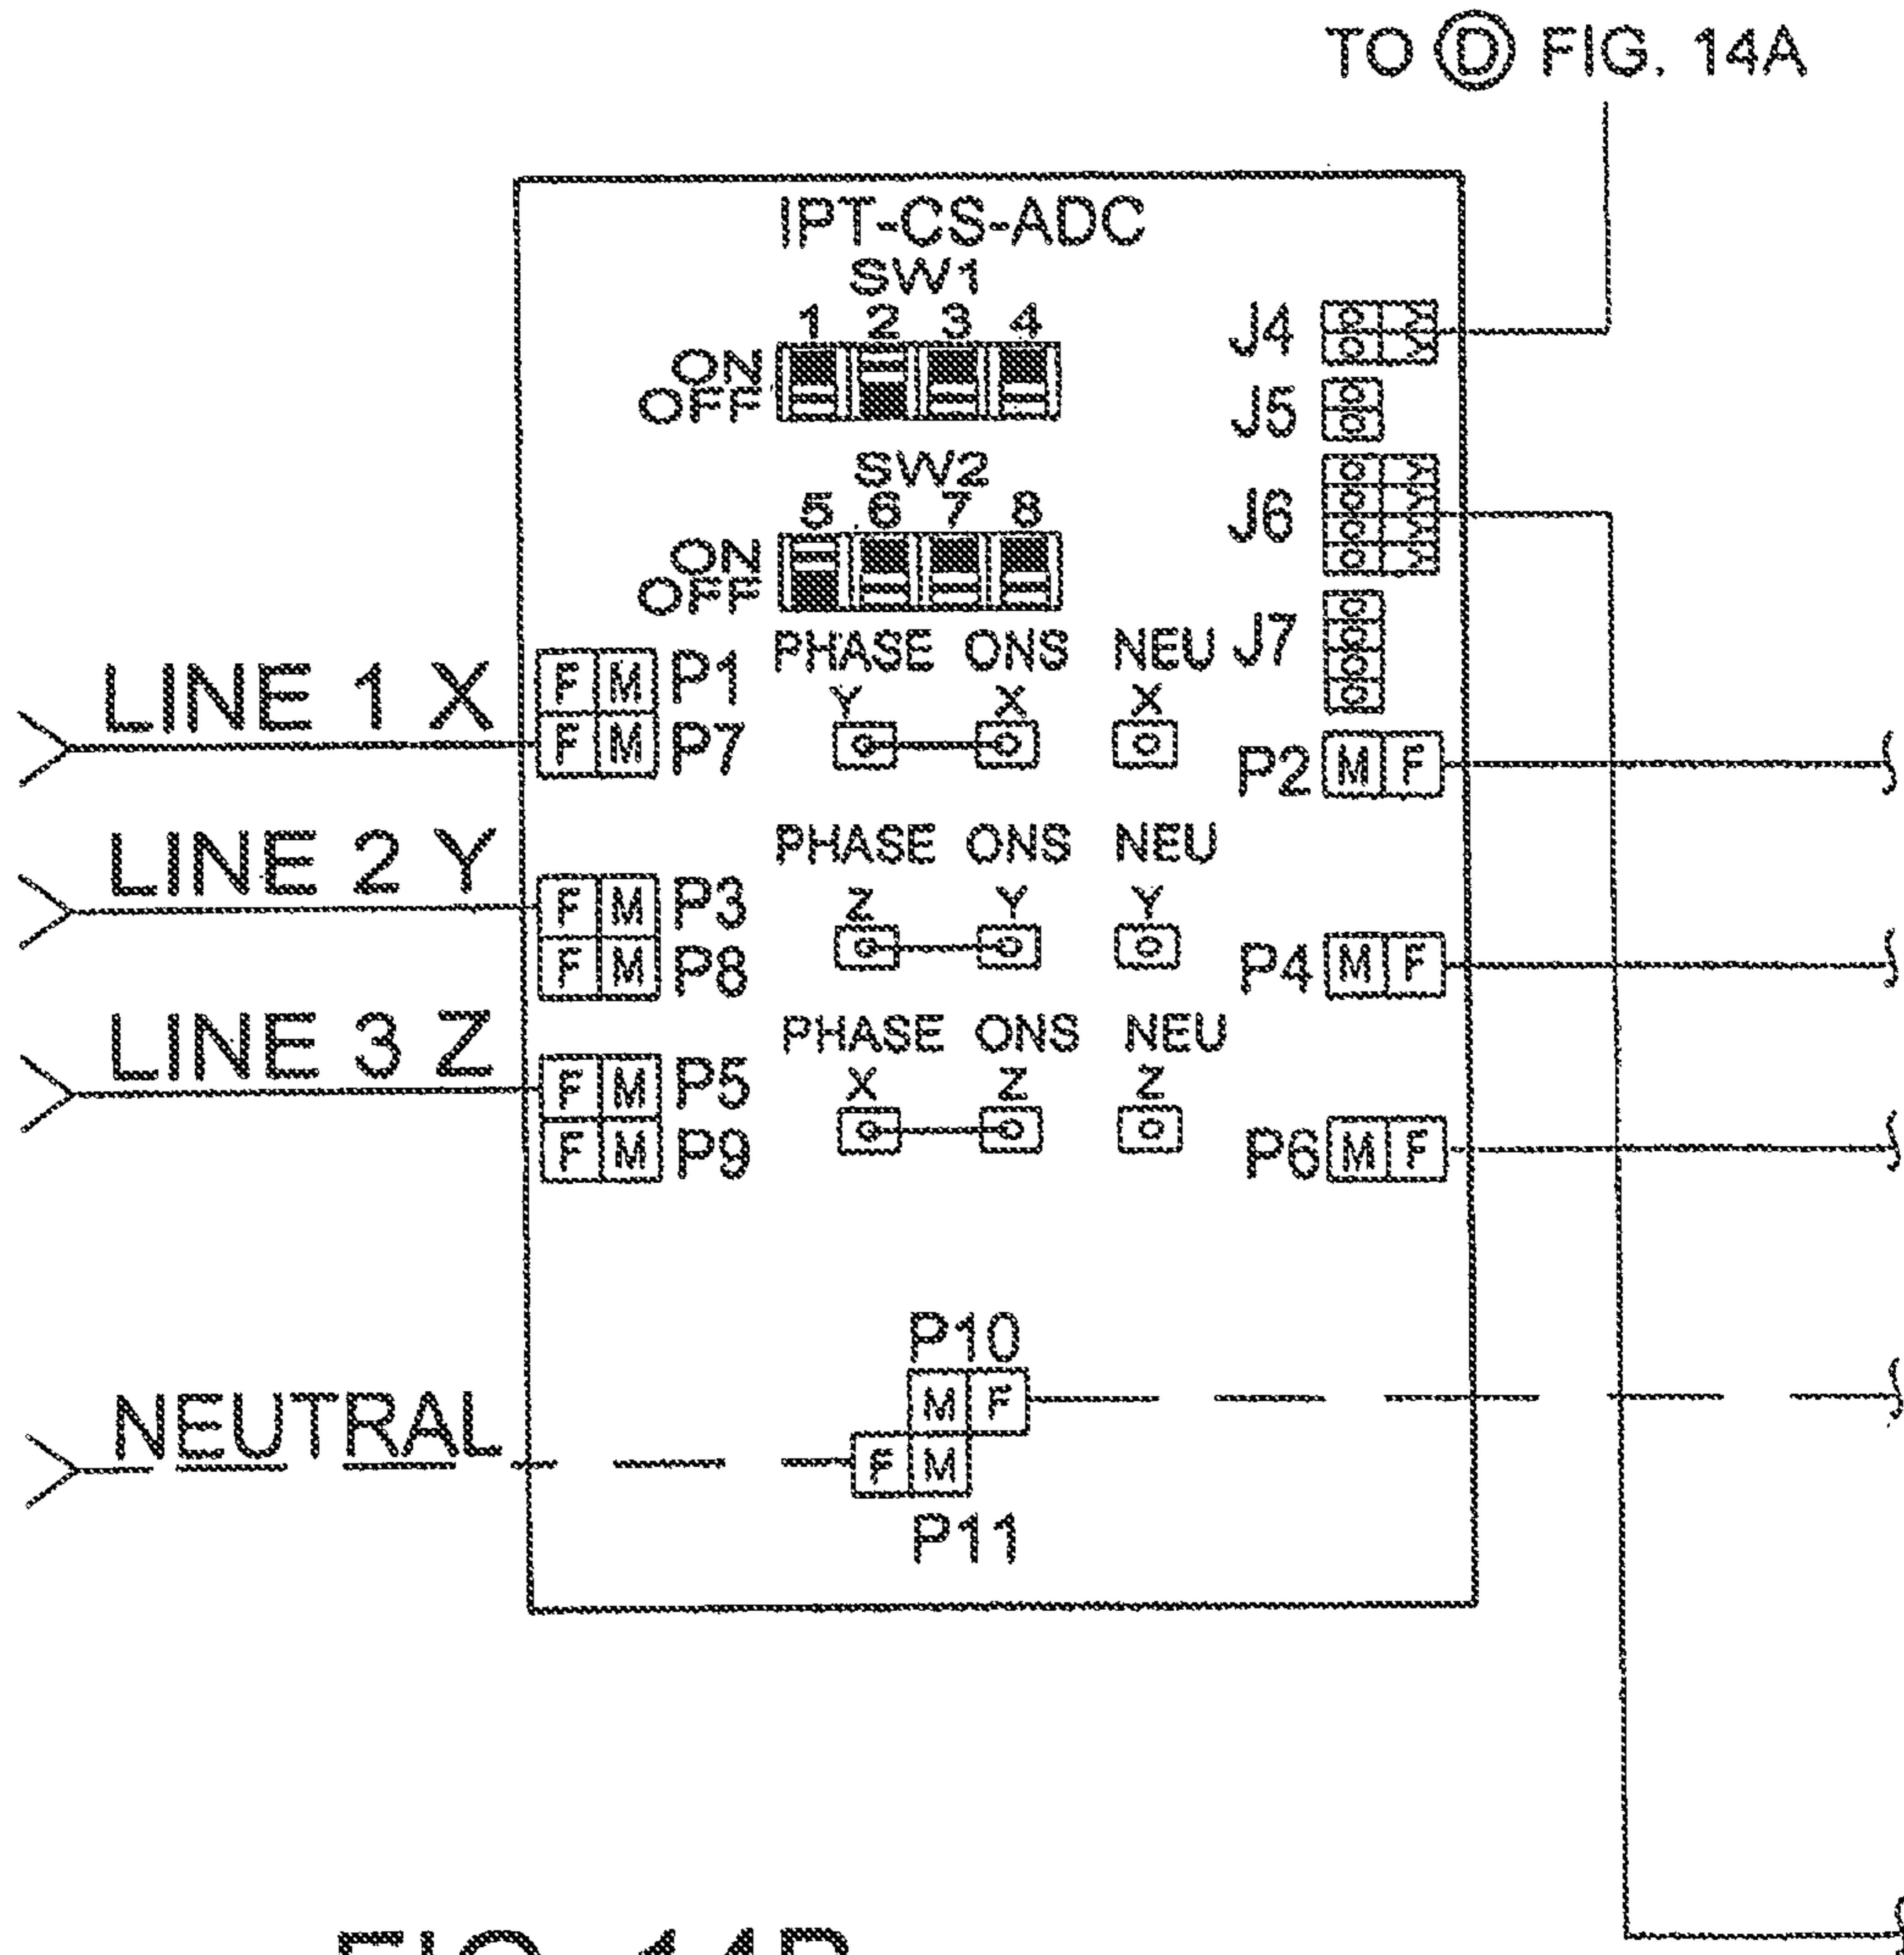 TO D FIG. 14A
IPT-CS-ADC
SW1
1 2 3 4
ON
OFF
SW2
5 6 7 8
ON
OFF
J4
J5
J6
J7
LINE 1 X
F M P1
F M P7
PHASE ONS NEU
Y X X
P2 M F
LINE 2 Y
F M P3
F M P8
PHASE ONS NEU
Z Y Y
P4 M F
LINE 3 Z
F M P5
F M P9
PHASE ONS NEU
X Z Z
P6 M F
P10
M F
NEUTRAL
F M
P11